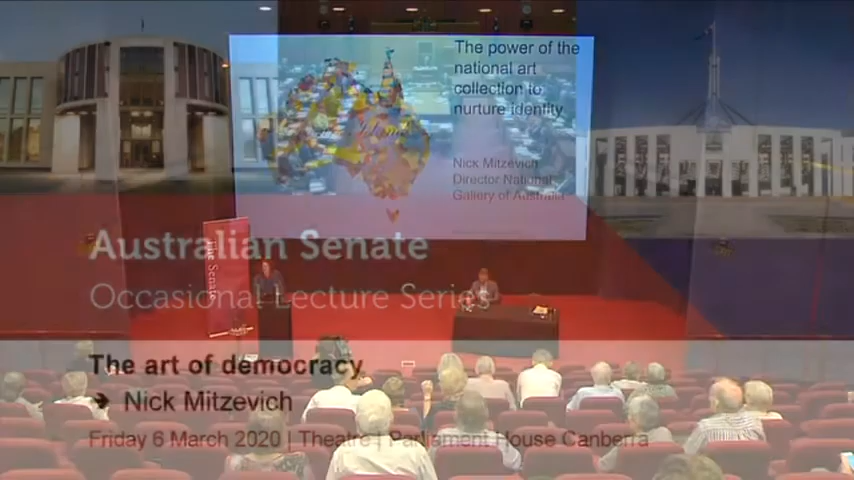 The power of the
national art
collection to
nurture identity
Nick Mitzevich
Director National
Gallery of Australia
The Senate
Australian Senate
Occasional Lecture Series
The art of democracy
→ Nick Mitzevich
Friday 6 March 2020 | Theatre | Parliament House Canberra